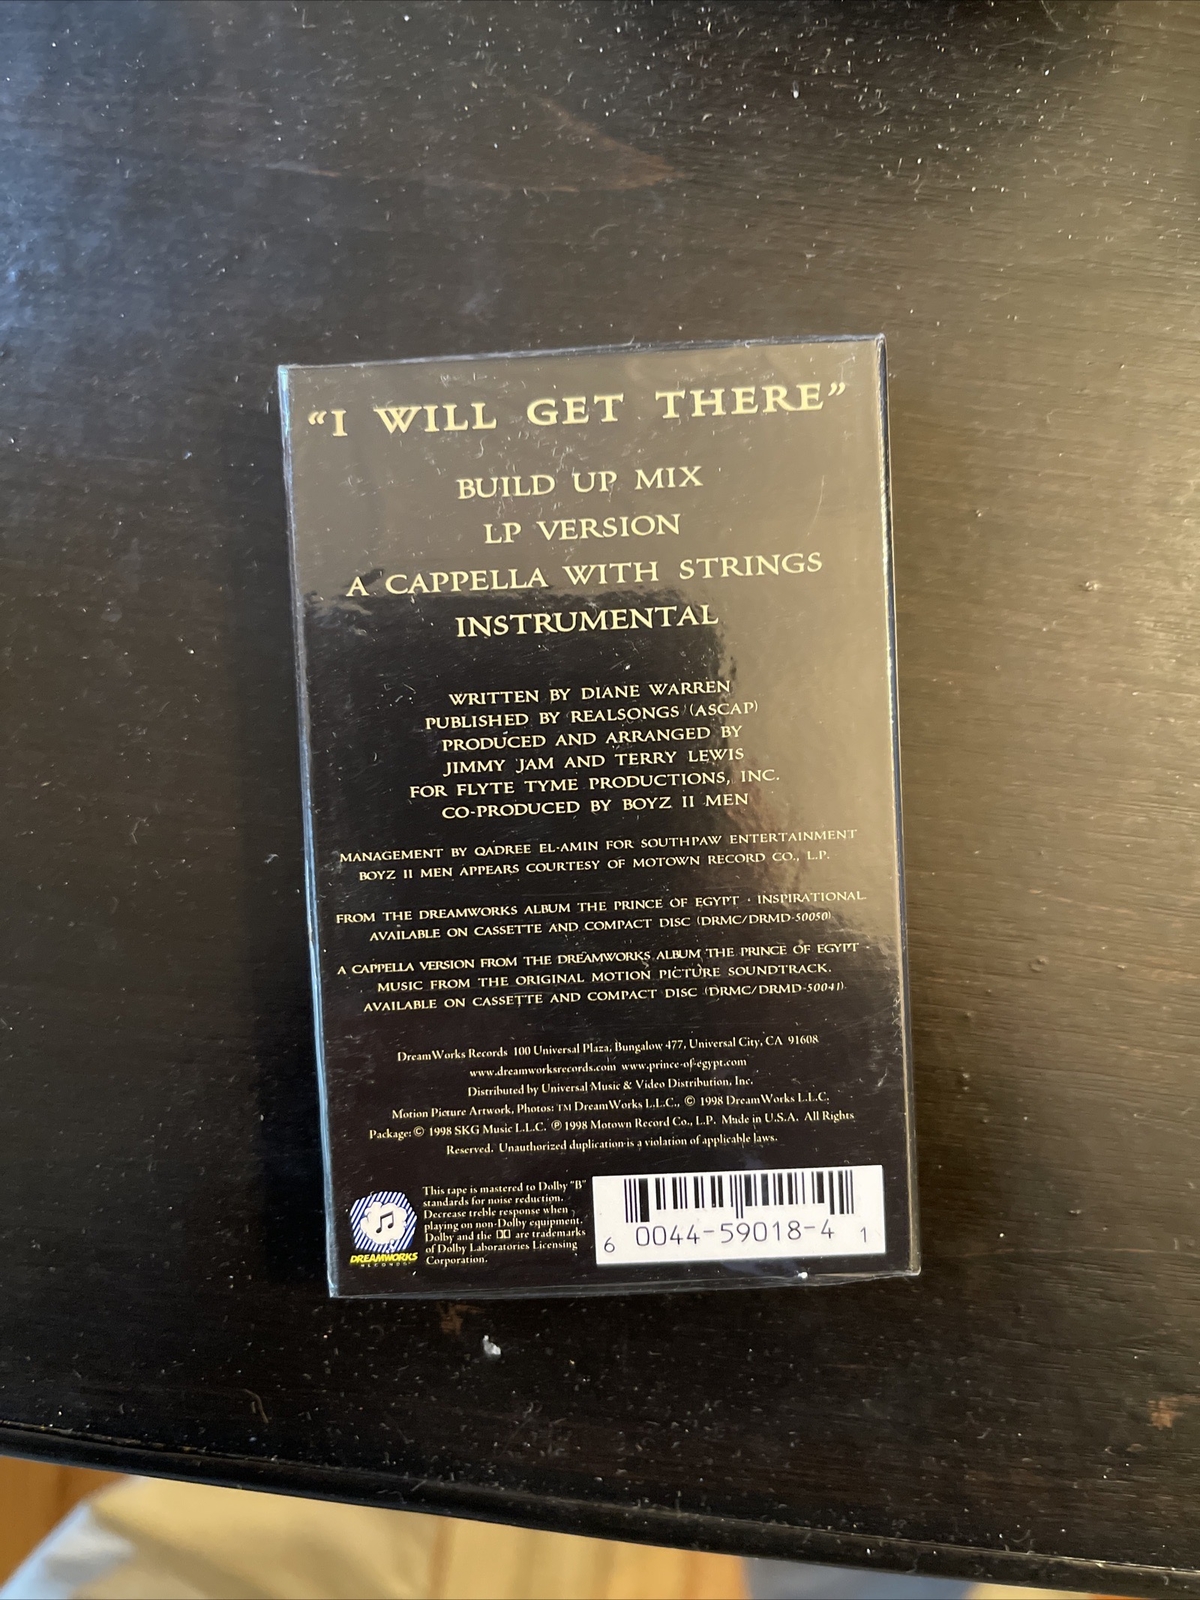 “I WILL GET THERE”
BUILD UP MIX
LP VERSION
A CAPPELLA WITH STRINGS
INSTRUMENTAL
WRITTEN BY DIANE WARREN
PUBLISHED BY REALSONGS (ASCAP)
PRODUCED AND ARRANGED BY
JIMMY JAM AND TERRY LEWIS
FOR FLYTE TYME PRODUCTIONS, INC.
CO-PRODUCED BY BOYZ II MEN
MANAGEMENT BY QADREE EL-AMIN FOR SOUTHPAW ENTERTAINMENT
BOYZ II MEN APPEARS COURTESY OF MOTOWN RECORD CO., L.P.
FROM THE DREAMWORKS ALBUM THE PRINCE OF EGYPT · INSPIRATIONAL
AVAILABLE ON CASSETTE AND COMPACT DISC (DRMC/DRMD-50050)
A CAPPELLA VERSION FROM THE DREAMWORKS ALBUM THE PRINCE OF EGYPT ·
MUSIC FROM THE ORIGINAL MOTION PICTURE SOUNDTRACK.
AVAILABLE ON CASSETTE AND COMPACT DISC (DRMC/DRMD-50041)
DreamWorks Records 100 Universal Plaza, Bungalow 477, Universal City, CA 91608
www.dreamworksrecords.com www.prince-of-egypt.com
Distributed by Universal Music & Video Distribution, Inc.
Motion Picture Artwork, Photos: TM DreamWorks L.L.C., © 1998 DreamWorks L.L.C.
Package: © 1998 SKG Music L.L.C. ℗ 1998 Motown Record Co., L.P. Made in U.S.A. All Rights
Reserved. Unauthorized duplication is a violation of applicable laws.
This tape is mastered to Dolby "B"
standards for noise reduction.
Decrease treble response when
playing on non-Dolby equipment.
Dolby and the DD are trademarks
of Dolby Laboratories Licensing
Corporation.
DREAMWORKS
RECORDS
6 0044-59018-4 1